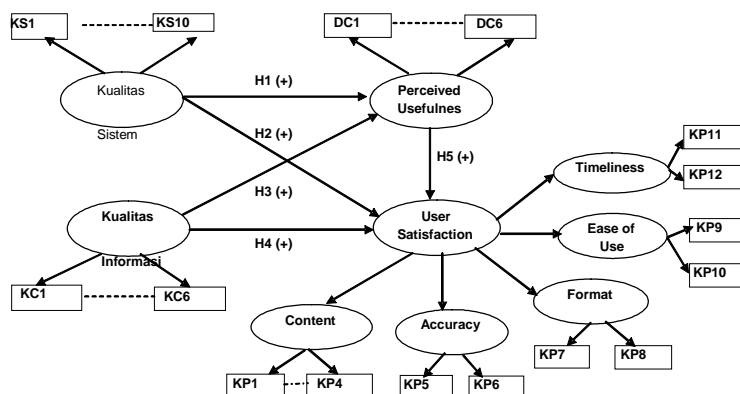 KS1
KS10
DC1
DC6
Kualitas
Sistem
H1 (+)
Perceived
Usefulnes
H2 (+)
H5 (+)
H3 (+)
Timeliness
KP11
KP12
Kualitas
Informasi
H4 (+)
User
Satisfaction
Ease of
Use
KP9
KP10
KC1
KC6
Content
Accuracy
Format
KP1
KP4
KP5
KP6
KP7
KP8